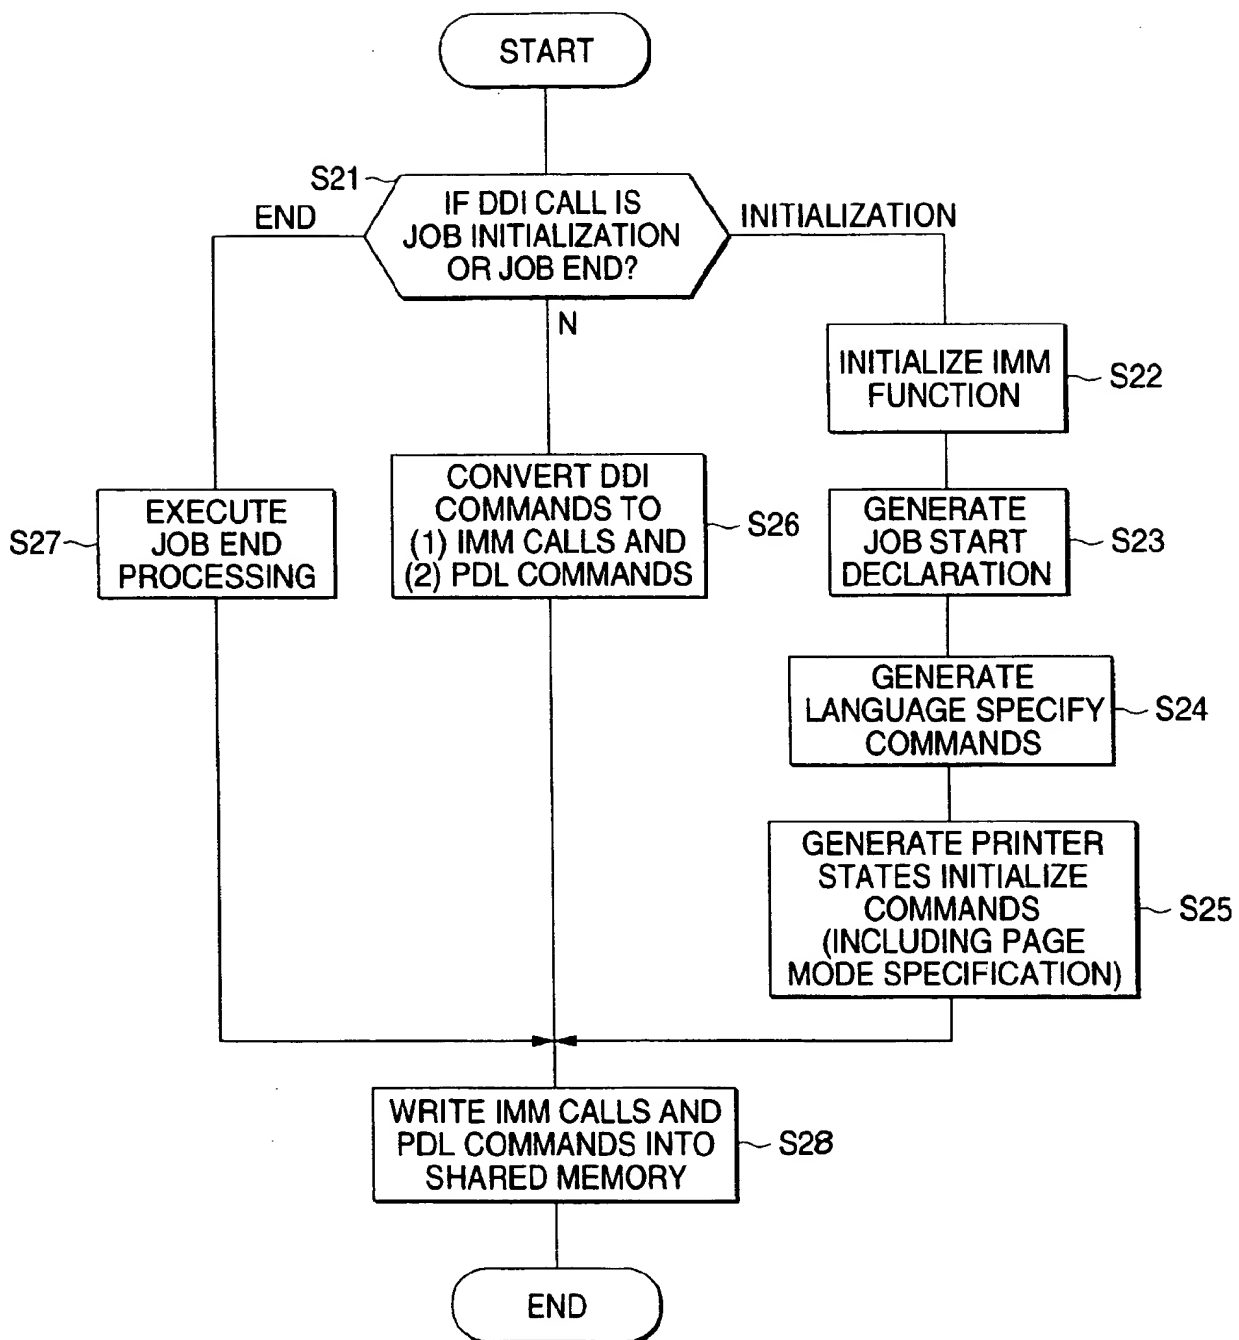 START
S21
IF DDI CALL IS
JOB INITIALIZATION
OR JOB END?
END
INITIALIZATION
N
INITIALIZE IMM
FUNCTION
S22
GENERATE
JOB START
DECLARATION
S23
GENERATE
LANGUAGE SPECIFY
COMMANDS
S24
GENERATE PRINTER
STATES INITIALIZE
COMMANDS
(INCLUDING PAGE
MODE SPECIFICATION)
S25
CONVERT DDI
COMMANDS TO
(1) IMM CALLS AND
(2) PDL COMMANDS
S26
S27
EXECUTE
JOB END
PROCESSING
WRITE IMM CALLS AND
PDL COMMANDS INTO
SHARED MEMORY
S28
END